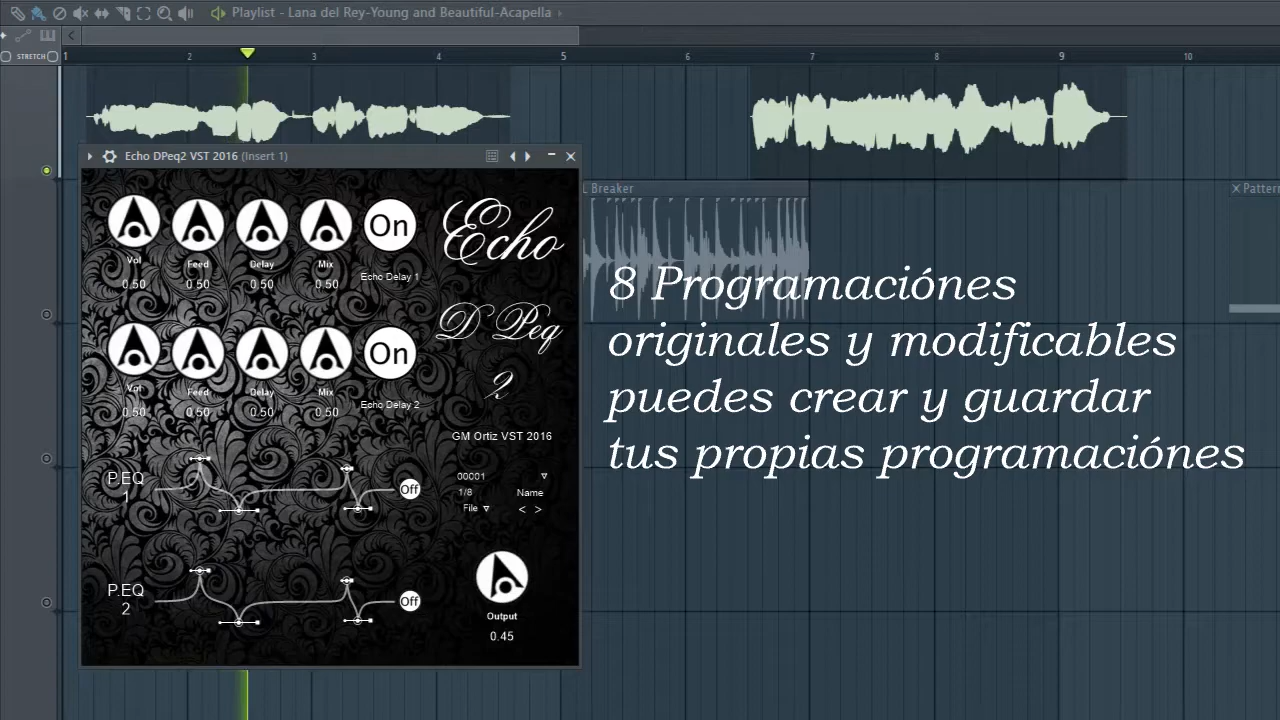 Playlist - Lana del Rey-Young and Beautiful-Acapella
STRETCH
1 2 3 4 5 6 7 8 9 10
Echo DPeq2 VST 2016 (Insert 1)
Breaker
Pattern
Vol Feed Delay Mix On
0.50 0.50 0.50 0.50 Echo Delay 1
Echo
D Peq
2
Vol Feed Delay Mix On
0.50 0.50 0.50 0.50 Echo Delay 2
GM Ortiz VST 2016
P.EQ
1
Off
00001
1/8 Name
File < >
P.EQ
2
Off
Output
0.45
8 Programaciónes
originales y modificables
puedes crear y guardar
tus propias programaciónes